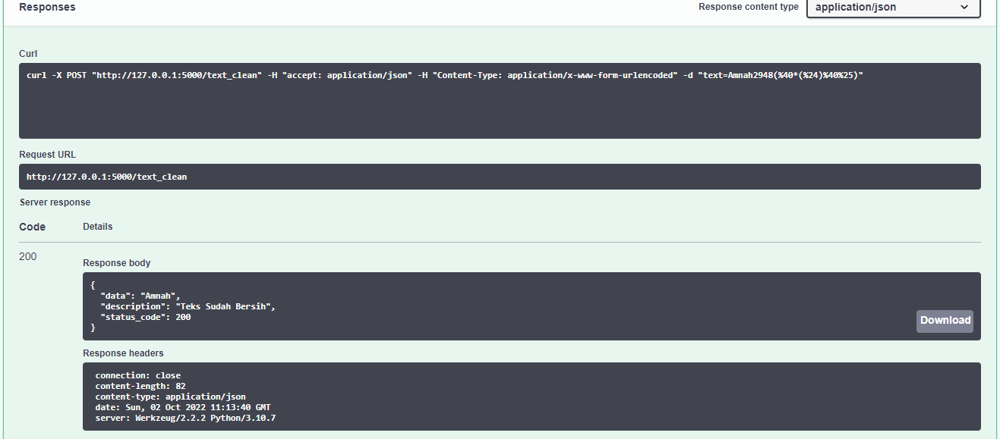 Responses
Response content type
application/json
Curl
curl -X POST "http://127.0.0.1:5000/text_clean" -H "accept: application/json" -H "Content-Type: application/x-www-form-urlencoded" -d "text=Amnah2948(%40*(%24)%40%25)"
Request URL
http://127.0.0.1:5000/text_clean
Server response
Code Details
200
Response body
{
  "data": "Amnah",
  "description": "Teks Sudah Bersih",
  "status_code": 200
}
Download
Response headers
connection: close
content-length: 82
content-type: application/json
date: Sun, 02 Oct 2022 11:13:40 GMT
server: Werkzeug/2.2.2 Python/3.10.7